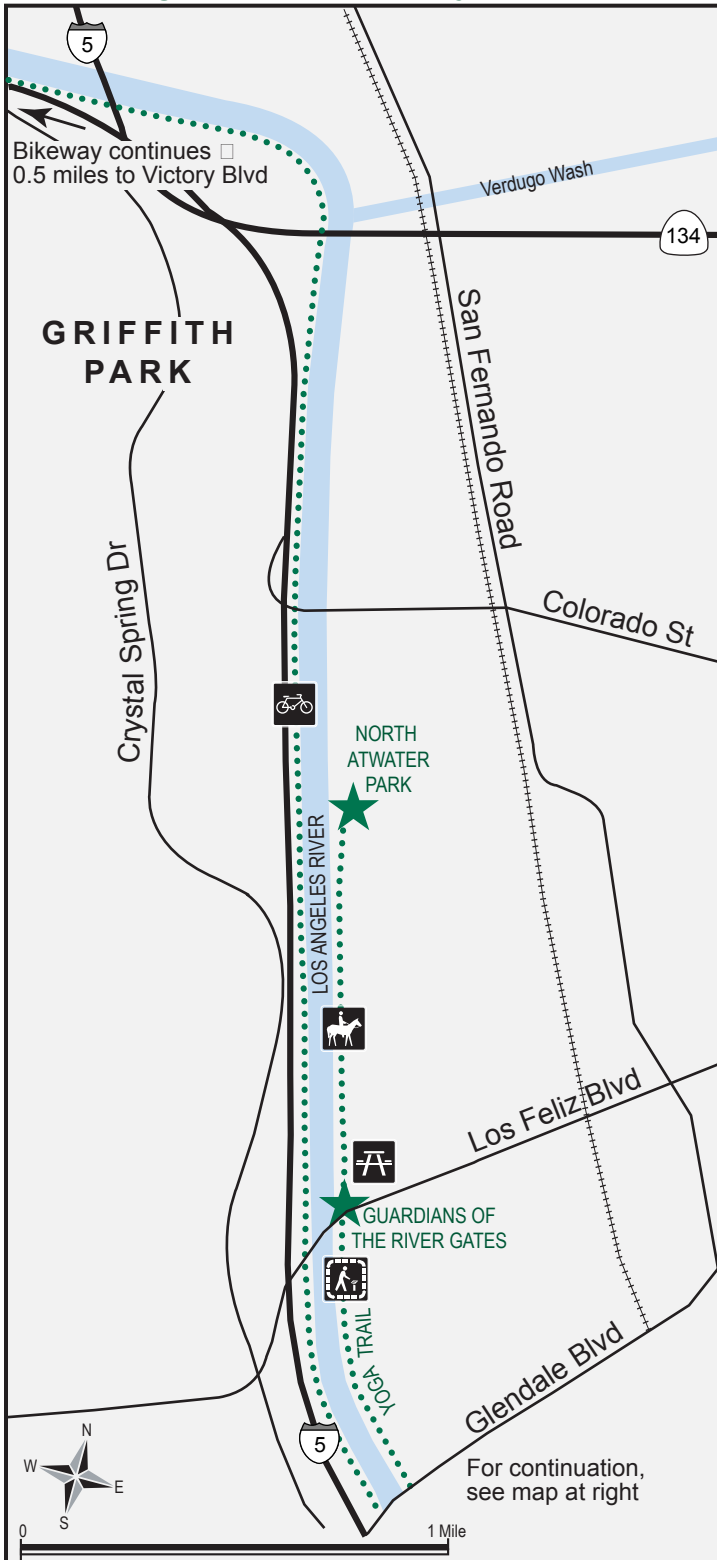 5
Bikeway continues □
0.5 miles to Victory Blvd
Verdugo Wash
134
GRIFFITH
PARK
San Fernando Road
Crystal Spring Dr
Colorado St
NORTH
ATWATER
PARK
LOS ANGELES RIVER
Los Feliz Blvd
GUARDIANS OF
THE RIVER GATES
YOGA TRAIL
Glendale Blvd
5
N
W
E
S
For continuation,
see map at right
0
1 Mile